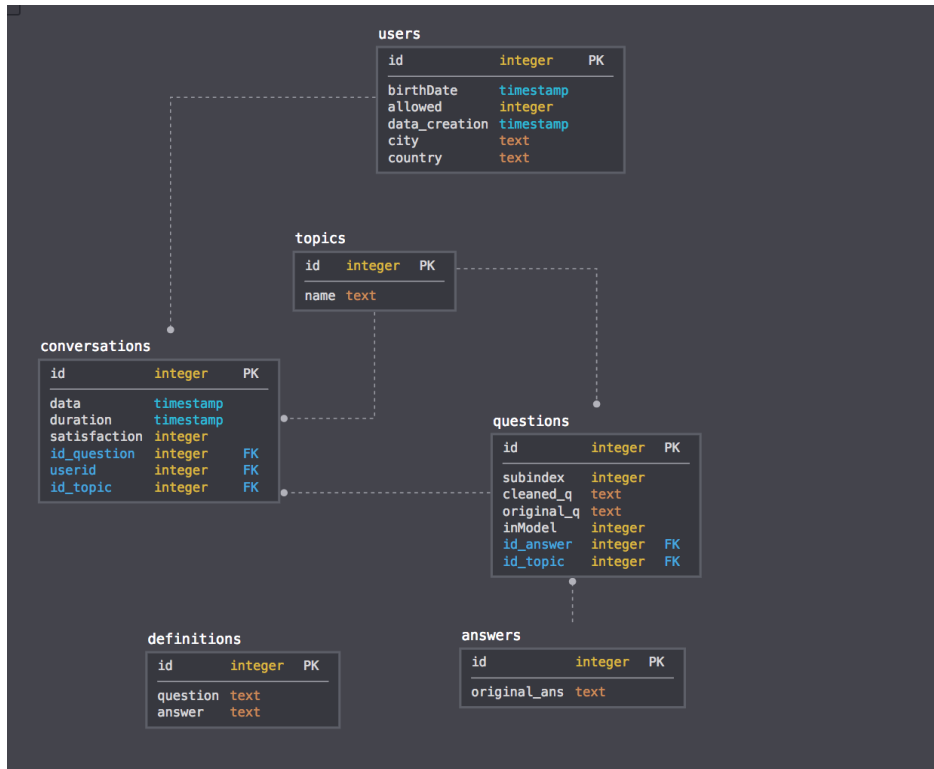 users
id integer PK
birthDate timestamp
allowed integer
data_creation timestamp
city text
country text
topics
id integer PK
name text
conversations
id integer PK
data timestamp
duration timestamp
satisfaction integer
id_question integer FK
userid integer FK
id_topic integer FK
questions
id integer PK
subindex integer
cleaned_q text
original_q text
inModel integer
id_answer integer FK
id_topic integer FK
definitions
id integer PK
question text
answer text
answers
id integer PK
original_ans text